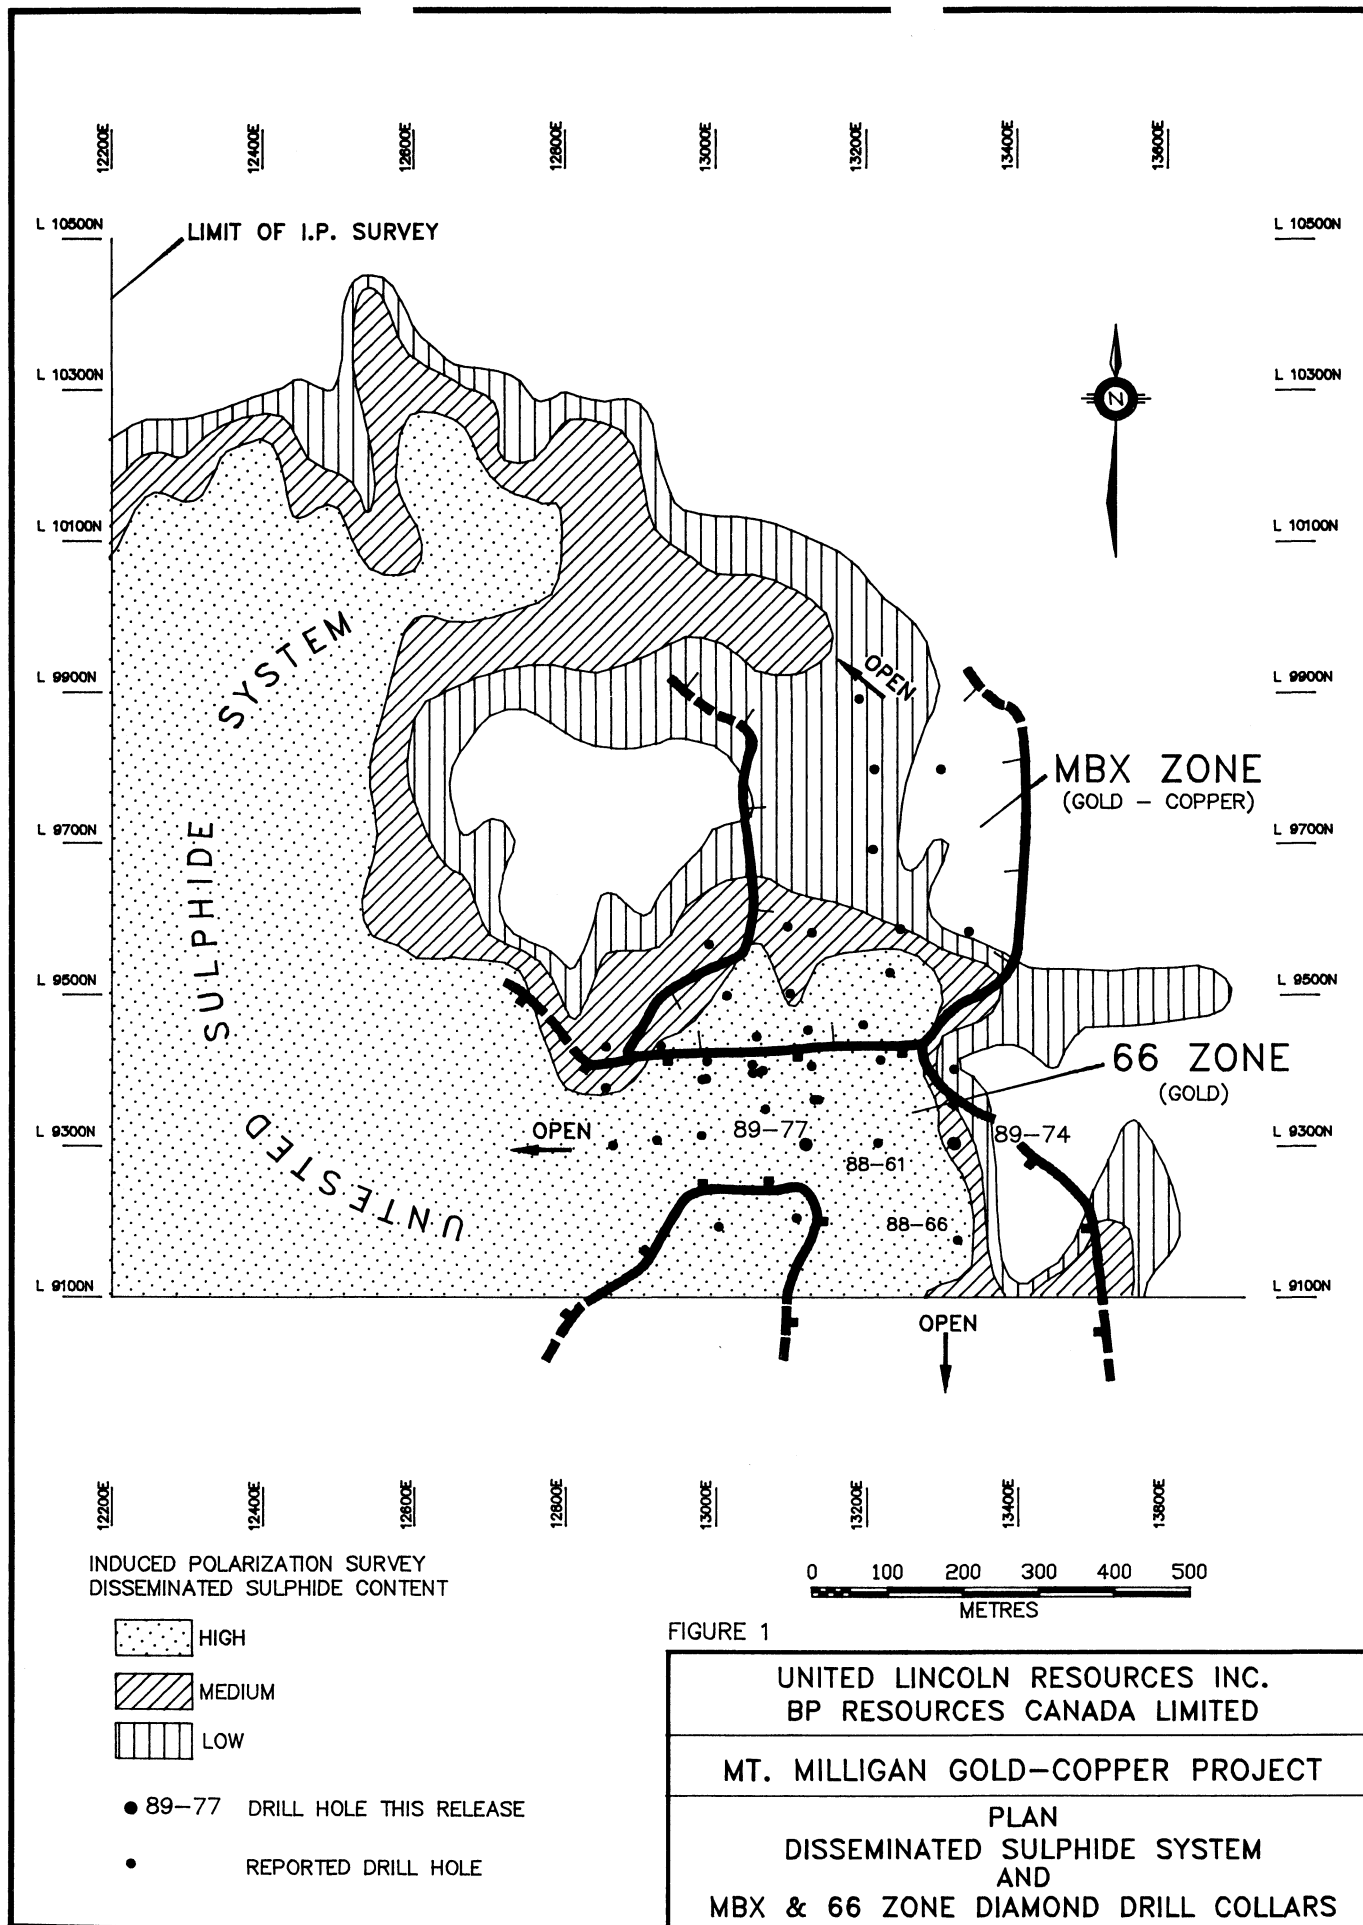 12200E
12400E
12600E
12800E
13000E
13200E
13400E
13600E
L 10500N
L 10500N
LIMIT OF I.P. SURVEY
L 10300N
L 10300N
N
L 10100N
L 10100N
SYSTEM
OPEN
L 9900N
L 9900N
MBX ZONE
(GOLD - COPPER)
L 9700N
L 9700N
SULPHIDE
L 9500N
L 9500N
66 ZONE
(GOLD)
UNTESTED
OPEN
89-77
89-74
L 9300N
L 9300N
88-61
88-66
L 9100N
L 9100N
OPEN
12200E
12400E
12600E
12800E
13000E
13200E
13400E
13600E
INDUCED POLARIZATION SURVEY
DISSEMINATED SULPHIDE CONTENT
HIGH
MEDIUM
LOW
89-77 DRILL HOLE THIS RELEASE
REPORTED DRILL HOLE
0 100 200 300 400 500
METRES
FIGURE 1
UNITED LINCOLN RESOURCES INC.
BP RESOURCES CANADA LIMITED
MT. MILLIGAN GOLD-COPPER PROJECT
PLAN
DISSEMINATED SULPHIDE SYSTEM
AND
MBX & 66 ZONE DIAMOND DRILL COLLARS